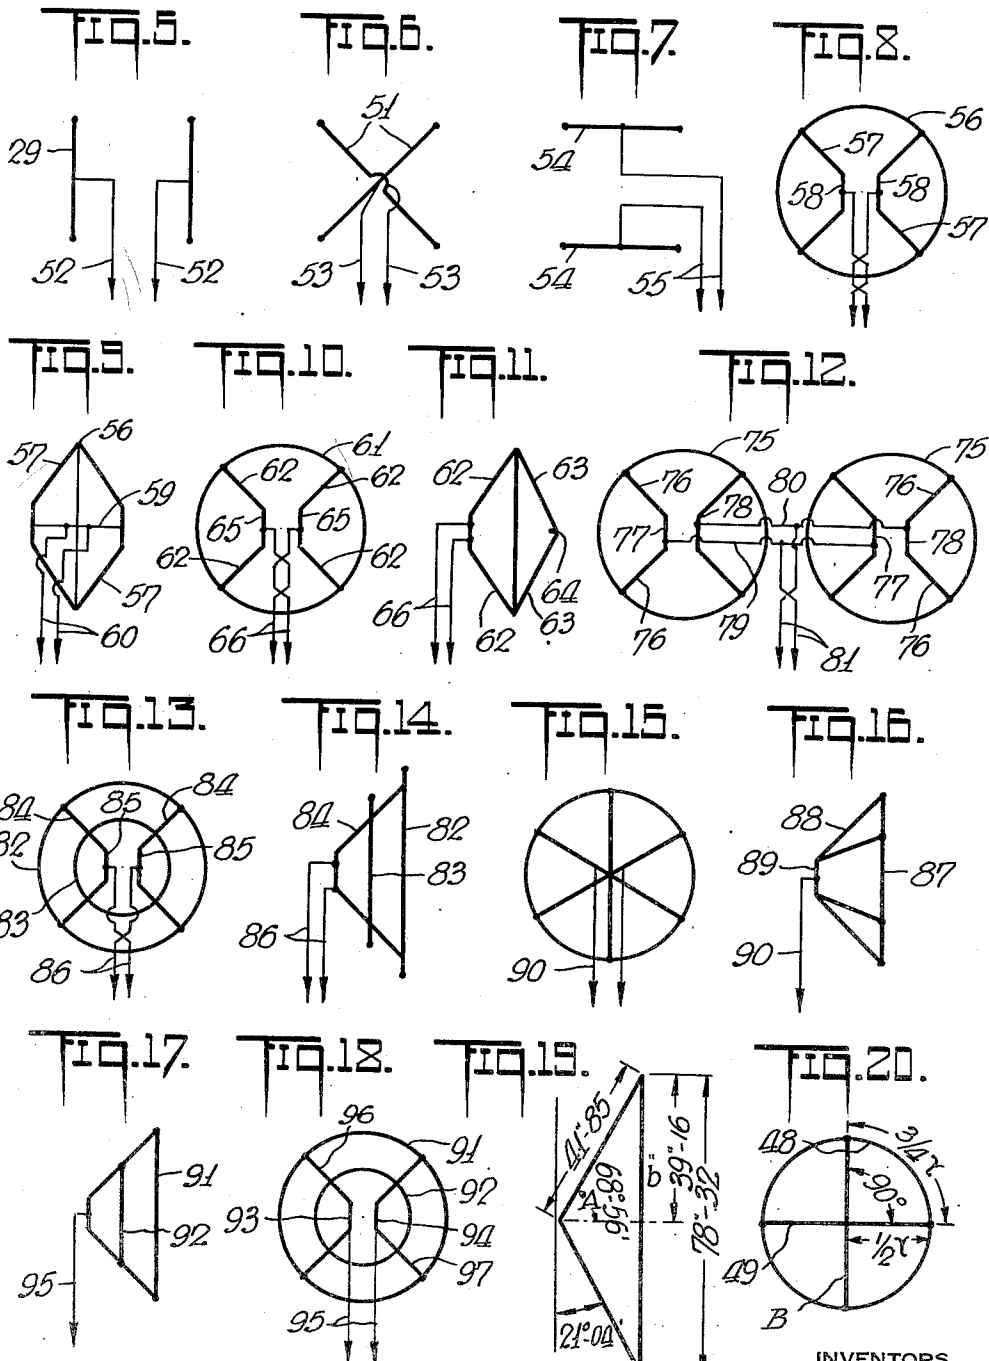 FIG.5. FIG.6. FIG.7. FIG.8.
29 52 52
51 53 53
54 54 55
56 57 58 58 57
FIG.9. FIG.10. FIG.11. FIG.12.
56 57 59 57 60
61 62 62 65 65 62 62 66
62 63 64 66 62 63
75 75 76 76 80 78 77 78 77 76 79 76 81
FIG.13. FIG.14. FIG.15. FIG.16.
84 85 84 82 85 83 86
84 82 83 86
90
88 89 87 90
FIG.17. FIG.18. FIG.19. FIG.20.
91 92 95
96 91 92 93 94 97 95
41"-85 A b" 39"-16 78"-32 21°-04'
48 3/4λ 90° 1/2λ 49 B
INVENTORS